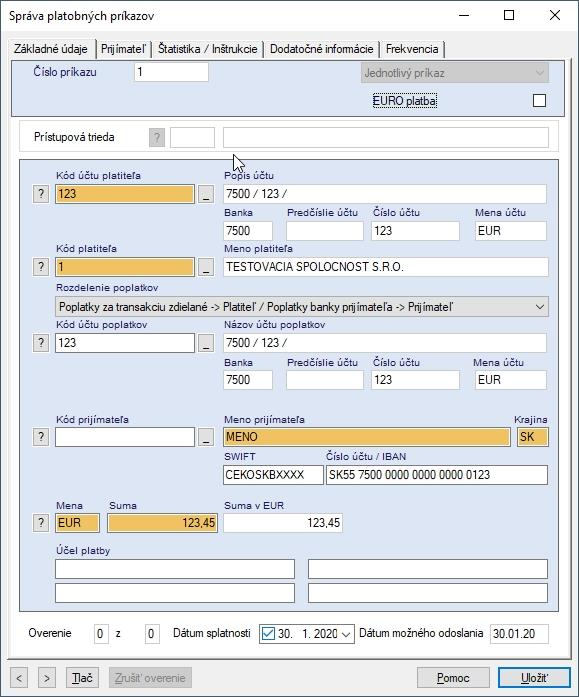 Správa platobných príkazov
Základné údaje Prijímateľ Štatistika / Inštrukcie Dodatočné informácie Frekvencia
Číslo príkazu 1 Jednotlivý príkaz
EURO platba
Prístupová trieda ?
Kód účtu platiteľa Popis účtu
? 123 _ 7500 / 123 /
Banka Predčíslie účtu Číslo účtu Mena účtu
7500 123 EUR
Kód platiteľa Meno platiteľa
? 1 _ TESTOVACIA SPOLOCNOST S.R.O.
Rozdelenie poplatkov
Poplatky za transakciu zdielané -> Platiteľ / Poplatky banky prijímateľa -> Prijímateľ
Kód účtu poplatkov Názov účtu poplatkov
? 123 _ 7500 / 123 /
Banka Predčíslie účtu Číslo účtu Mena účtu
7500 123 EUR
Kód prijímateľa Meno prijímateľa Krajina
? _ MENO SK
SWIFT Číslo účtu / IBAN
CEKOSKBXXXX SK55 7500 0000 0000 0000 0123
Mena Suma Suma v EUR
? EUR 123,45 123,45
Účel platby
Overenie 0 z 0 Dátum splatnosti 30. 1. 2020 Dátum možného odoslania 30.01.20
< > Tlač Zrušiť overenie Pomoc Uložiť